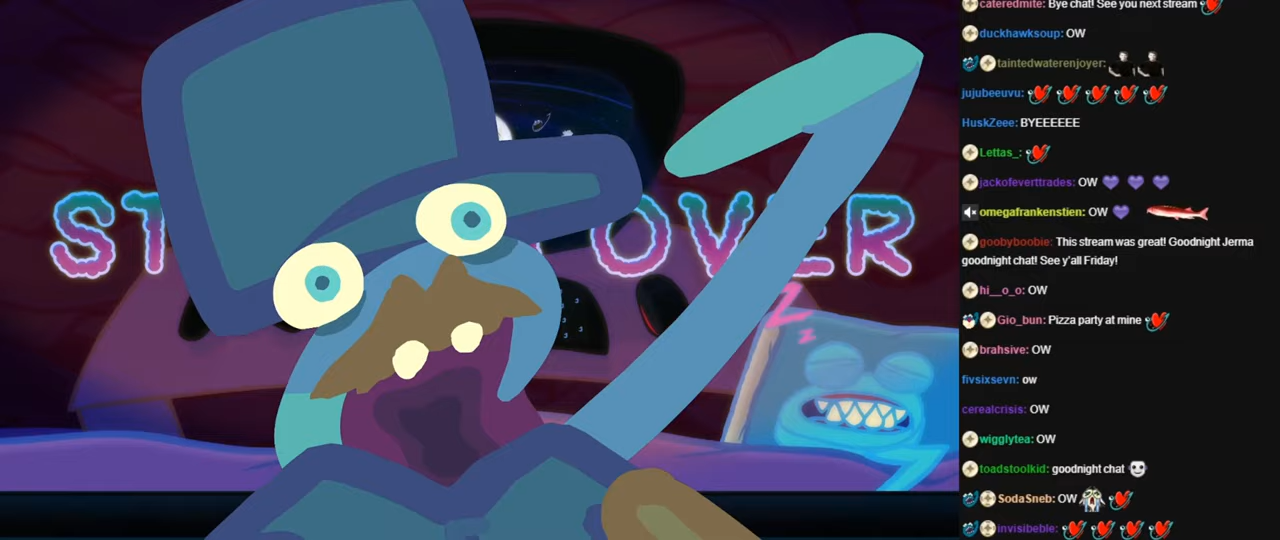 ST OVER
z
z
cateredmite: Bye chat! See you next stream
duckhawksoup: OW
taintedwaterenjoyer:
jujubeeuvu:
HuskZeee: BYEEEEEE
Lettas_:
jackofeverttrades: OW
omegafrankenstien: OW
goobyboobie: This stream was great! Goodnight Jerma
goodnight chat! See y'all Friday!
hi__o_o: OW
Gio_bun: Pizza party at mine
brahsive: OW
fivsixsevn: ow
cerealcrisis: OW
wigglytea: OW
toadstoolkid: goodnight chat
SodaSneb: OW
invisibeble: